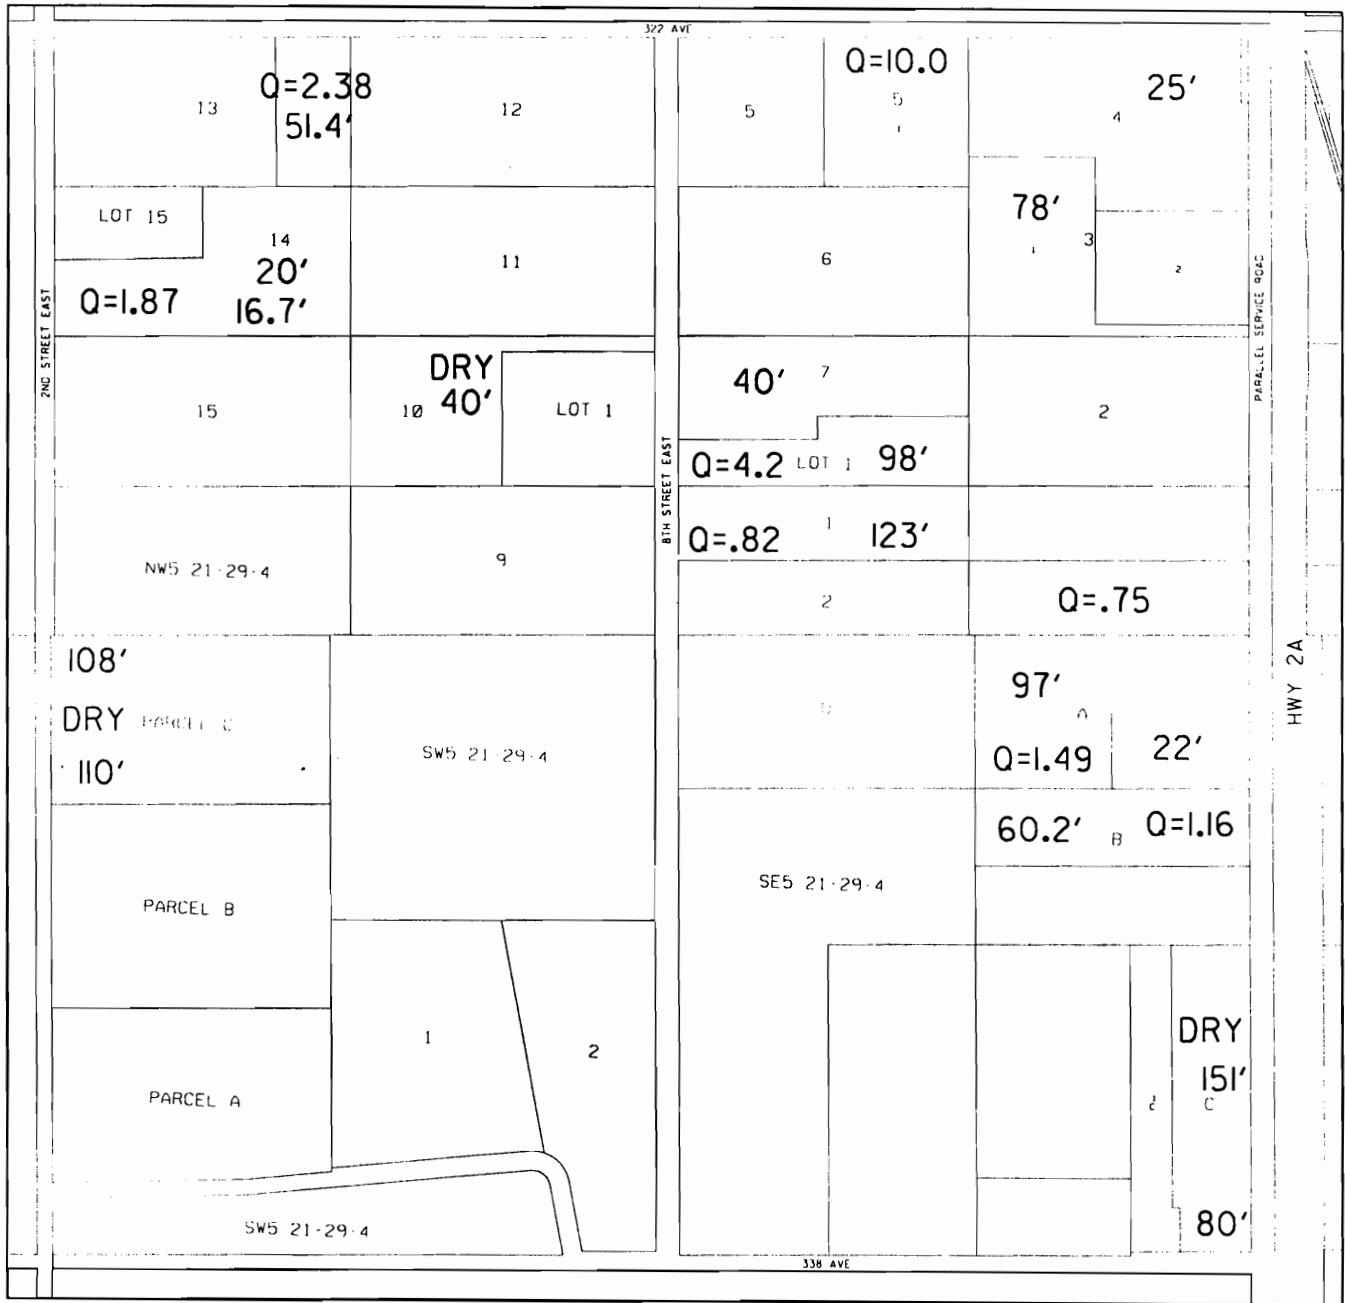 322 AVE
13
Q=2.38
51.4'
12
5
Q=10.0
5
1
4
25'
LOT 15
14
20'
16.7'
Q=1.87
11
6
78'
1
3
2
2ND STREET EAST
PARALLEL SERVICE ROAD
15
10
DRY
40'
LOT 1
40'
7
2
8TH STREET EAST
Q=4.2
LOT 1
98'
NW5 21-29-4
9
Q=.82
1
123'
2
Q=.75
108'
DRY
PARCEL C
110'
SW5 21-29-4
97'
A
Q=1.49
22'
HWY 2A
60.2'
B
Q=1.16
PARCEL B
SE5 21-29-4
1
2
DRY
151'
C
PARCEL A
SW5 21-29-4
80'
338 AVE